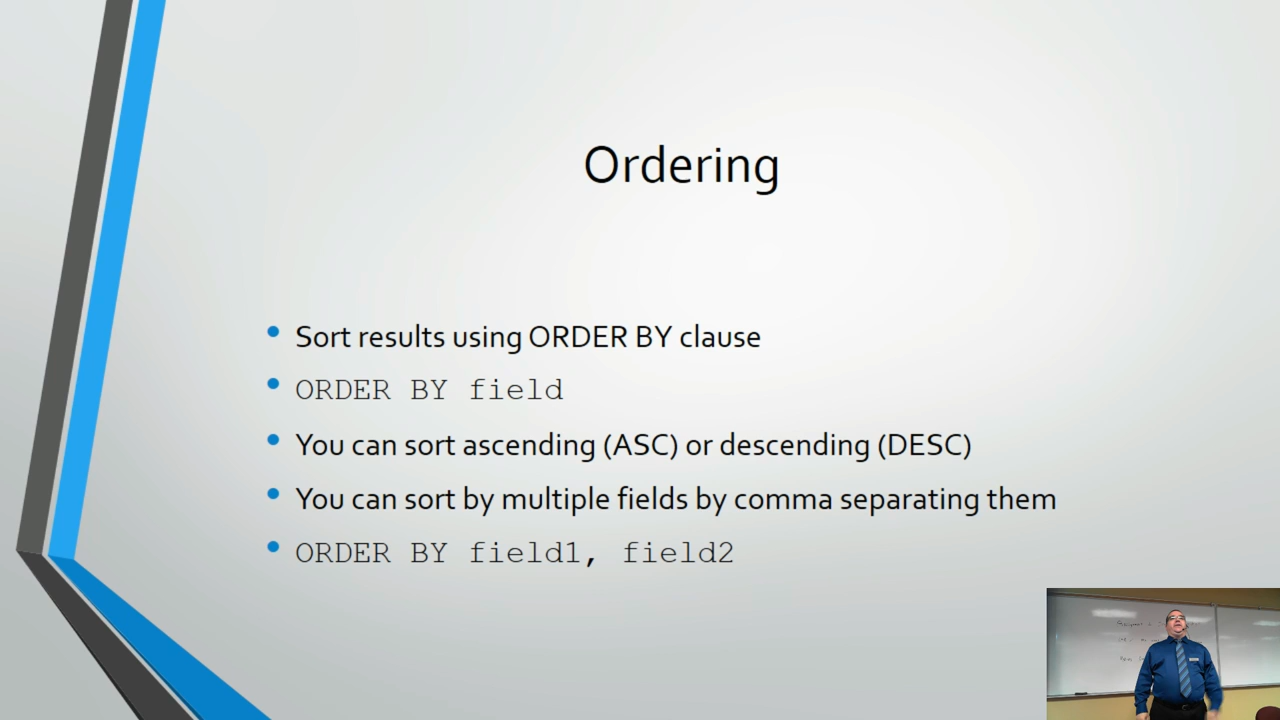 Ordering
Sort results using ORDER BY clause
ORDER BY field
You can sort ascending (ASC) or descending (DESC)
You can sort by multiple fields by comma separating them
ORDER BY field1, field2